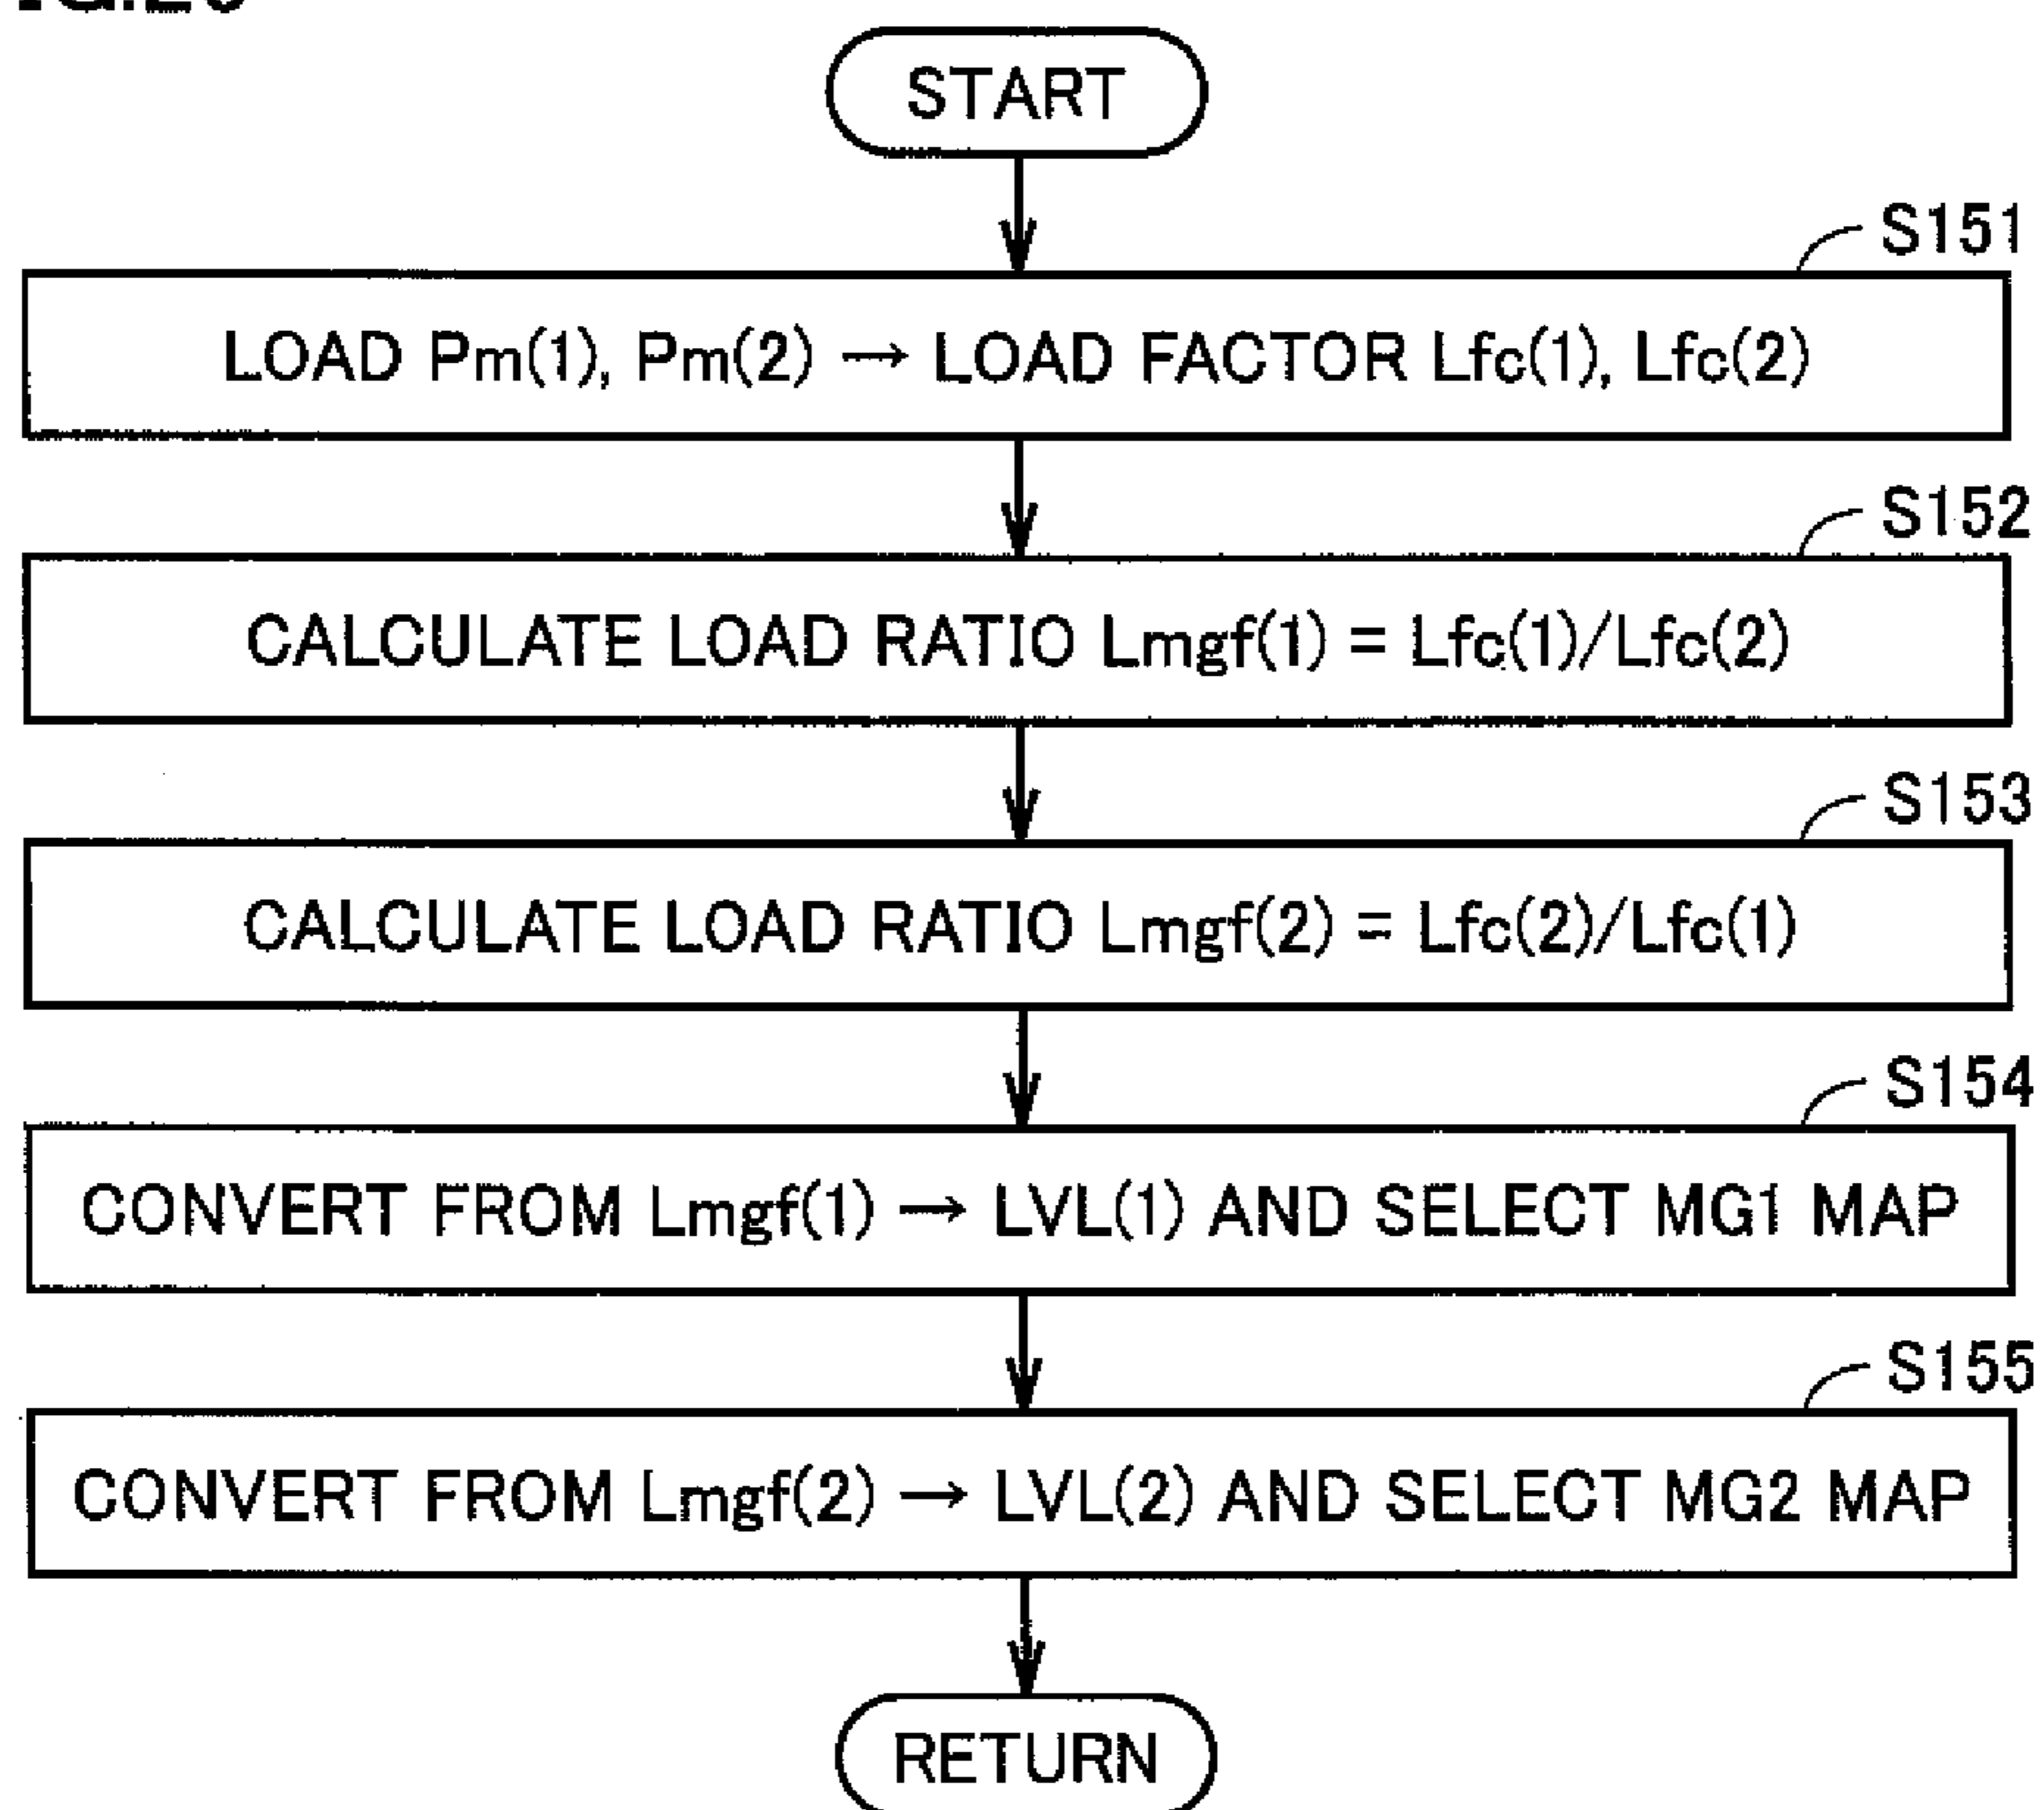 START
S151
LOAD Pm(1), Pm(2) → LOAD FACTOR Lfc(1), Lfc(2)
S152
CALCULATE LOAD RATIO Lmgf(1) = Lfc(1)/Lfc(2)
S153
CALCULATE LOAD RATIO Lmgf(2) = Lfc(2)/Lfc(1)
S154
CONVERT FROM Lmgf(1) → LVL(1) AND SELECT MG1 MAP
S155
CONVERT FROM Lmgf(2) → LVL(2) AND SELECT MG2 MAP
RETURN